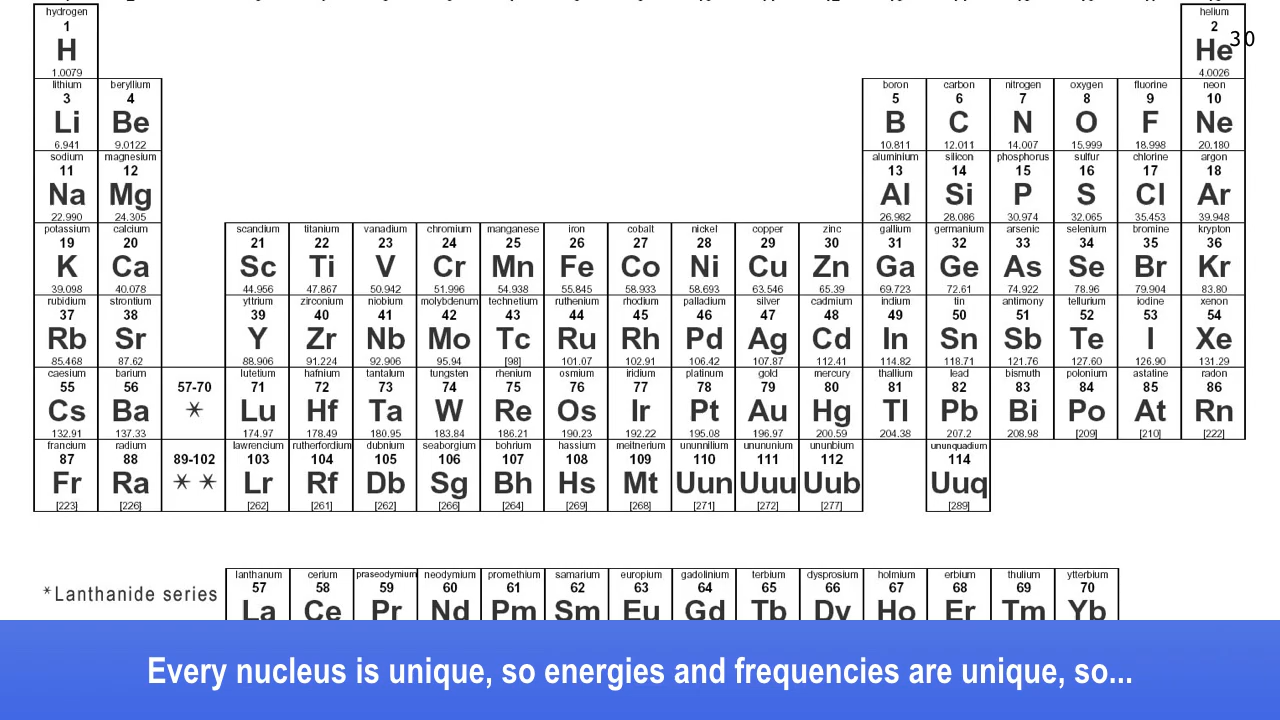 hydrogen helium
1 2
H He 30
1.0079 4.0026
lithium beryllium boron carbon nitrogen oxygen fluorine neon
3 4 5 6 7 8 9 10
Li Be B C N O F Ne
6.941 9.0122 10.811 12.011 14.007 15.999 18.998 20.180
sodium magnesium aluminium silicon phosphorus sulfur chlorine argon
11 12 13 14 15 16 17 18
Na Mg Al Si P S Cl Ar
22.990 24.305 26.982 28.086 30.974 32.065 35.453 39.948
potassium calcium scandium titanium vanadium chromium manganese iron cobalt nickel copper zinc gallium germanium arsenic selenium bromine krypton
19 20 21 22 23 24 25 26 27 28 29 30 31 32 33 34 35 36
K Ca Sc Ti V Cr Mn Fe Co Ni Cu Zn Ga Ge As Se Br Kr
39.098 40.078 44.956 47.867 50.942 51.996 54.938 55.845 58.933 58.693 63.546 65.39 69.723 72.61 74.922 78.96 79.904 83.80
rubidium strontium yttrium zirconium niobium molybdenum technetium ruthenium rhodium palladium silver cadmium indium tin antimony tellurium iodine xenon
37 38 39 40 41 42 43 44 45 46 47 48 49 50 51 52 53 54
Rb Sr Y Zr Nb Mo Tc Ru Rh Pd Ag Cd In Sn Sb Te I Xe
85.468 87.62 88.906 91.224 92.906 95.94 [98] 101.07 102.91 106.42 107.87 112.41 114.82 118.71 121.76 127.60 126.90 131.29
caesium barium lutetium hafnium tantalum tungsten rhenium osmium iridium platinum gold mercury thallium lead bismuth polonium astatine radon
55 56 57-70 71 72 73 74 75 76 77 78 79 80 81 82 83 84 85 86
Cs Ba * Lu Hf Ta W Re Os Ir Pt Au Hg Tl Pb Bi Po At Rn
132.91 137.33 174.97 178.49 180.95 183.84 186.21 190.23 192.22 195.08 196.97 200.59 204.38 207.2 208.98 [209] [210] [222]
francium radium lawrencium rutherfordium dubnium seaborgium bohrium hassium meitnerium ununnilium unununium ununbium ununquadium
87 88 89-102 103 104 105 106 107 108 109 110 111 112 114
Fr Ra * * Lr Rf Db Sg Bh Hs Mt Uun Uuu Uub Uuq
[223] [226] [262] [261] [262] [266] [264] [269] [268] [271] [272] [277] [289]
lanthanum cerium praseodymium neodymium promethium samarium europium gadolinium terbium dysprosium holmium erbium thulium ytterbium
*Lanthanide series 57 58 59 60 61 62 63 64 65 66 67 68 69 70
La Ce Pr Nd Pm Sm Eu Gd Tb Dy Ho Er Tm Yb
Every nucleus is unique, so energies and frequencies are unique, so...